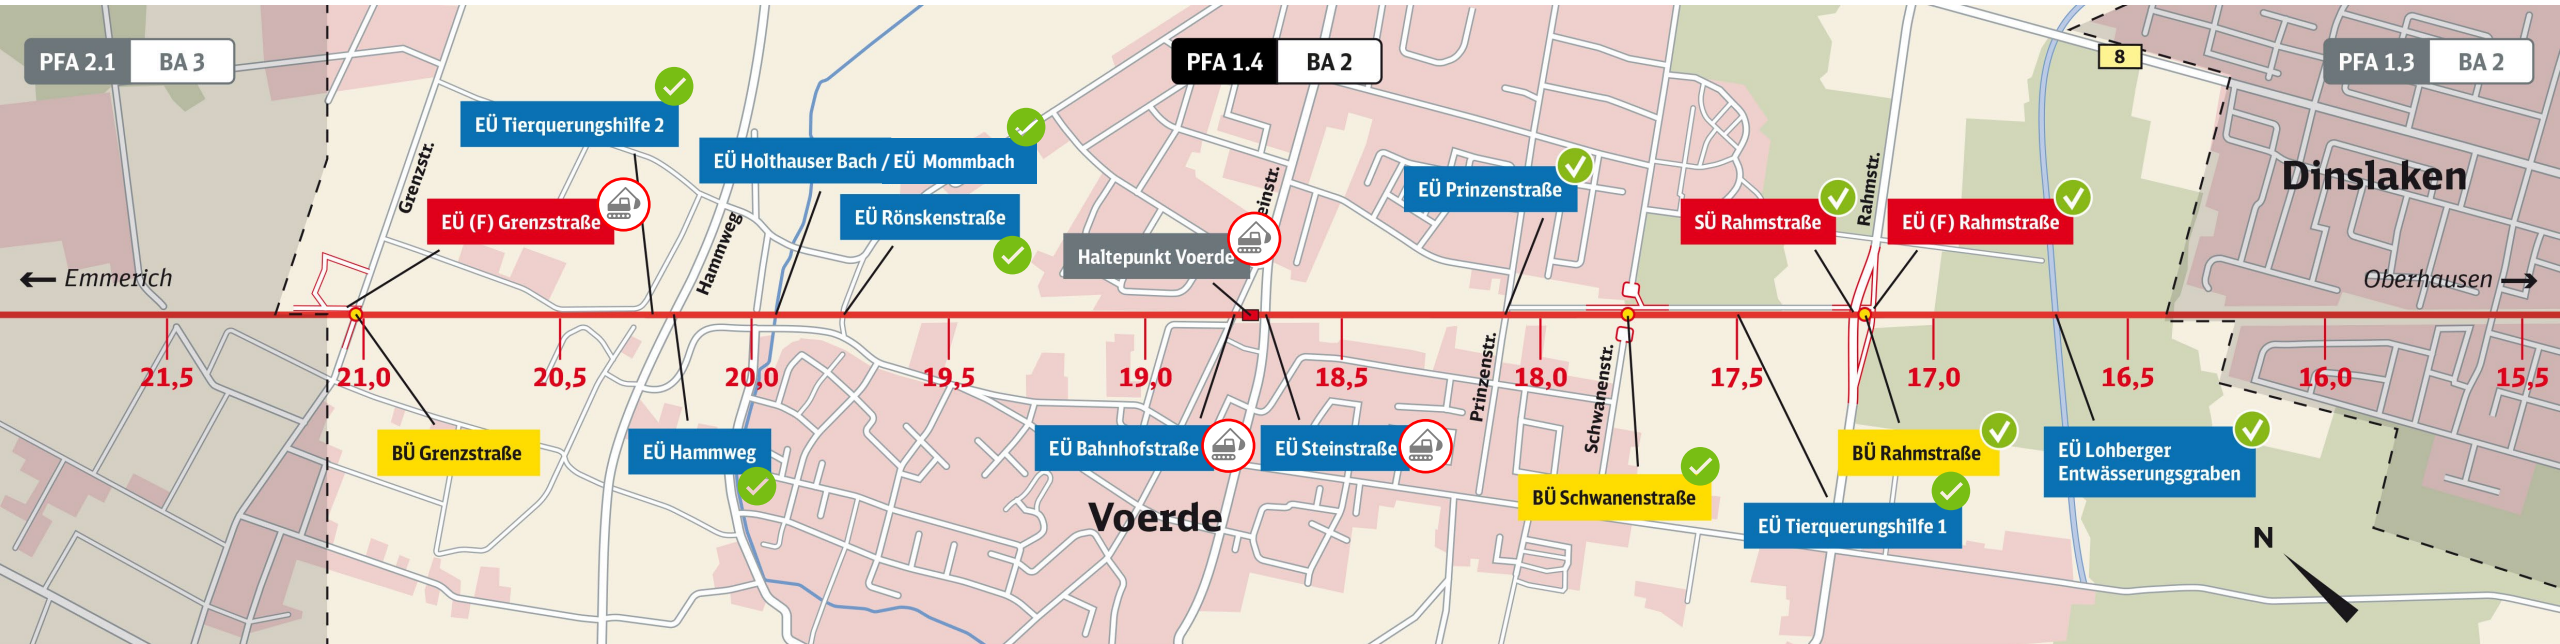 PFA 2.1 BA 3
PFA 1.4 BA 2
8
PFA 1.3 BA 2
EÜ Tierquerungshilfe 2
EÜ Holthauser Bach / EÜ Mommbach
Grenzstr.
EÜ (F) Grenzstraße
EÜ Rönskenstraße
Hammweg
Haltepunkt Voerde
EÜ Prinzenstraße
SÜ Rahmstraße
Rahmstr.
EÜ (F) Rahmstraße
Dinslaken
← Emmerich
Oberhausen →
21,5
21,0
20,5
20,0
19,5
19,0
18,5
18,0
17,5
17,0
16,5
16,0
15,5
Prinzenstr.
Schwanenstr.
BÜ Grenzstraße
EÜ Hammweg
EÜ Bahnhofstraße
EÜ Steinstraße
BÜ Rahmstraße
EÜ Lohberger
Entwässerungsgraben
BÜ Schwanenstraße
Voerde
EÜ Tierquerungshilfe 1
N